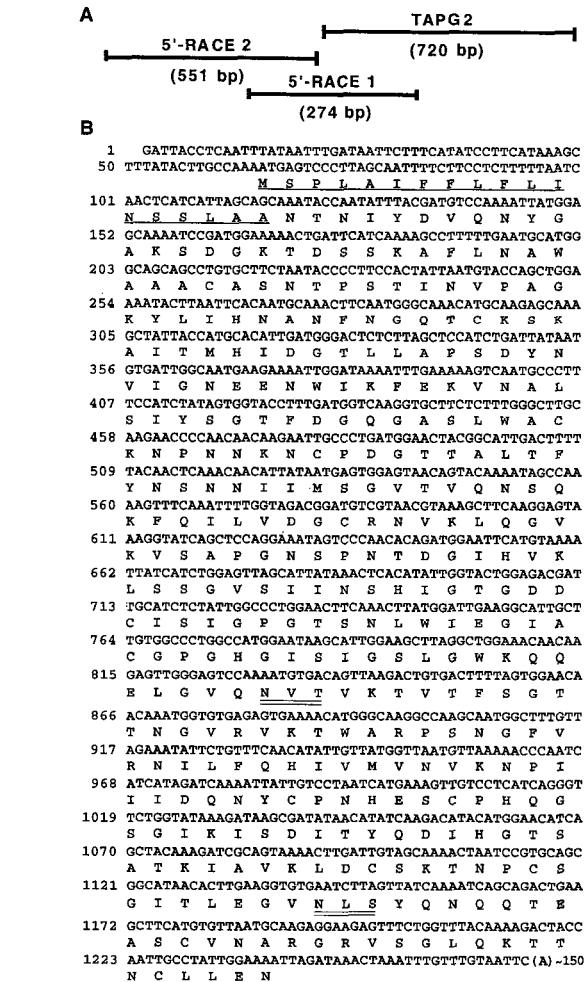 A
TAPG2
5'-RACE 2
(720 bp)
(551 bp)
5'-RACE 1
(274 bp)
B
1 GATTACCTCAATTTATAATTTGATAATTCTTTCATATCCTTCATAAAGC
50 TTTATACTTGCCAAAAATGAGTCCCTTAGCAATTTTCTTCCTCTTTTTAATC
M S P L A I F F L F L I
101 AACTCATCATTAGCAGCAAATACCAATATTTACGATGTCCAAAATTATGGA
N S S L A A N T N I Y D V Q N Y G
152 GCAAAATCCGATGGAAAAACTGATTCATCAAAAGCCTTTTTGAATGCATGG
A K S D G K T D S S K A F L N A W
203 GCAGCAGCCTGTGCTTCTAATACCCCTTCCACTATTAATGTACCAGCTGGA
A A A C A S N T P S T I N V P A G
254 AAATACTTAATTCACAATGCAAACTTCAATGGGCAAACATGCAAGAGCAAA
K Y L I H N A N F N G Q T C K S K
305 GCTATTACCATGCACATTGATGGGACTCTCTTAGCTCCATCTGATTATAAT
A I T M H I D G T L L A P S D Y N
356 GTGATTGGCAATGAAGAAAATTGGATAAAATTTGAAAAAGTCAATGCCCTT
V I G N E E N W I K F E K V N A L
407 TCCATCTATAGTGGTACCTTTGATGGTCAAGGTGCTTCTCTTTGGGCTTGC
S I Y S G T F D G Q G A S L W A C
458 AAGAACCCCAACAACAAGAATTGCCCTGATGGAACTACGGCATTGACTTTT
K N P N N K N C P D G T T A L T F
509 TACAACTCAAACAACATTATAATGAGTGGAGTAACAGTACAAAATAGCCAA
Y N S N N I I M S G V T V Q N S Q
560 AAGTTTCAAATTTTGGTAGACGGATGTCGTAACGTAAAGCTTCAAGGAGTA
K F Q I L V D G C R N V K L Q G V
611 AAGGTATCAGCTCCAGGAAATAGTCCCAACACAGATGGAATTCATGTAAAA
K V S A P G N S P N T D G I H V K
662 TTATCATCTGGAGTTAGCATTATAAACTCACATATTGGTACTGGAGACGAT
L S S G V S I I N S H I G T G D D
713 TGCATCTCTATTGGCCCTGGAACTTCAAACTTATGGATTGAAGGCATTGCT
C I S I G P G T S N L W I E G I A
764 TGTGGCCCTGGCCATGGAATAAGCATTGGAAGCTTAGGCTGGAAACAACAA
C G P G H G I S I G S L G W K Q Q
815 GAGTTGGGAGTCCAAAATGTGACAGTTAAGACTGTGACTTTTAGTGGAACA
E L G V Q N V T V K T V T F S G T
866 ACAAATGGTGTGAGAGTGAAAACATGGGCAAGGCCAAGCAATGGCTTTGTT
T N G V R V K T W A R P S N G F V
917 AGAAATATTCTGTTTCAACATATTGTTATGGTTAATGTTAAAAACCCAATC
R N I L F Q H I V M V N V K N P I
968 ATCATAGATCAAAATTATTGTCCTAATCATGAAAGTTGTCCTCATCAGGGT
I I D Q N Y C P N H E S C P H Q G
1019 TCTGGTATAAAGATAAGCGATATAACATATCAAGACATACATGGAACATCA
S G I K I S D I T Y Q D I H G T S
1070 GCTACAAAGATCGCAGTAAAACTTGATTGTAGCAAAACTAATCCGTGCAGC
A T K I A V K L D C S K T N P C S
1121 GGCATAACACTTGAAGGTGTGAATCTTAGTTATCAAAATCAGCAGACTGAA
G I T L E G V N L S Y Q N Q Q T E
1172 GCTTCATGTGTTAATGCAAGAGGAAGAGTTTCTGGTTTACAAAAGACTACC
A S C V N A R G R V S G L Q K T T
1223 AATTGCCTATTGGAAAATTAGATAAACTAAATTTGTTTGTAATTC(A)~150
N C L L E N